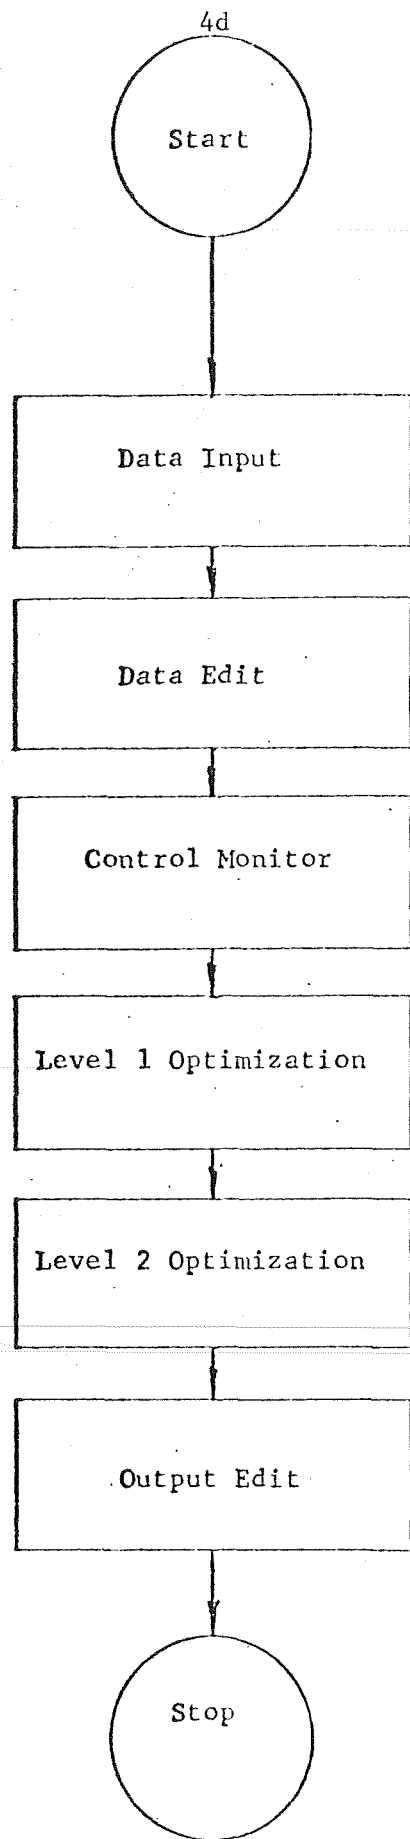 4d
Start
Data Input
Data Edit
Control Monitor
Level 1 Optimization
Level 2 Optimization
Output Edit
Stop